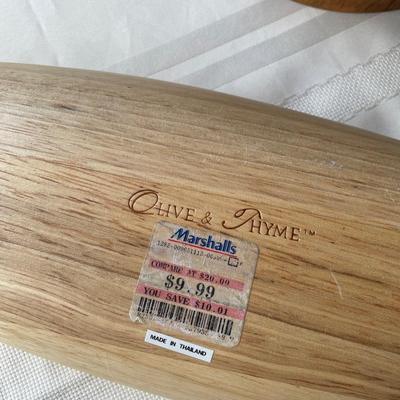 OLIVE & THYME™
Marshalls
COMPARE AT $20.00
$9.99
YOU SAVE $10.01
MADE IN THAILAND